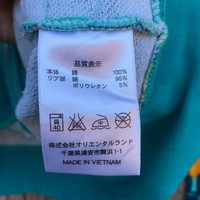 品質表示
本体 綿 100%
リブ部 綿 95%
ポリウレタン 5%
40
株式会社オリエンタルランド
千葉県浦安市舞浜1-1
MADE IN VIETNAM